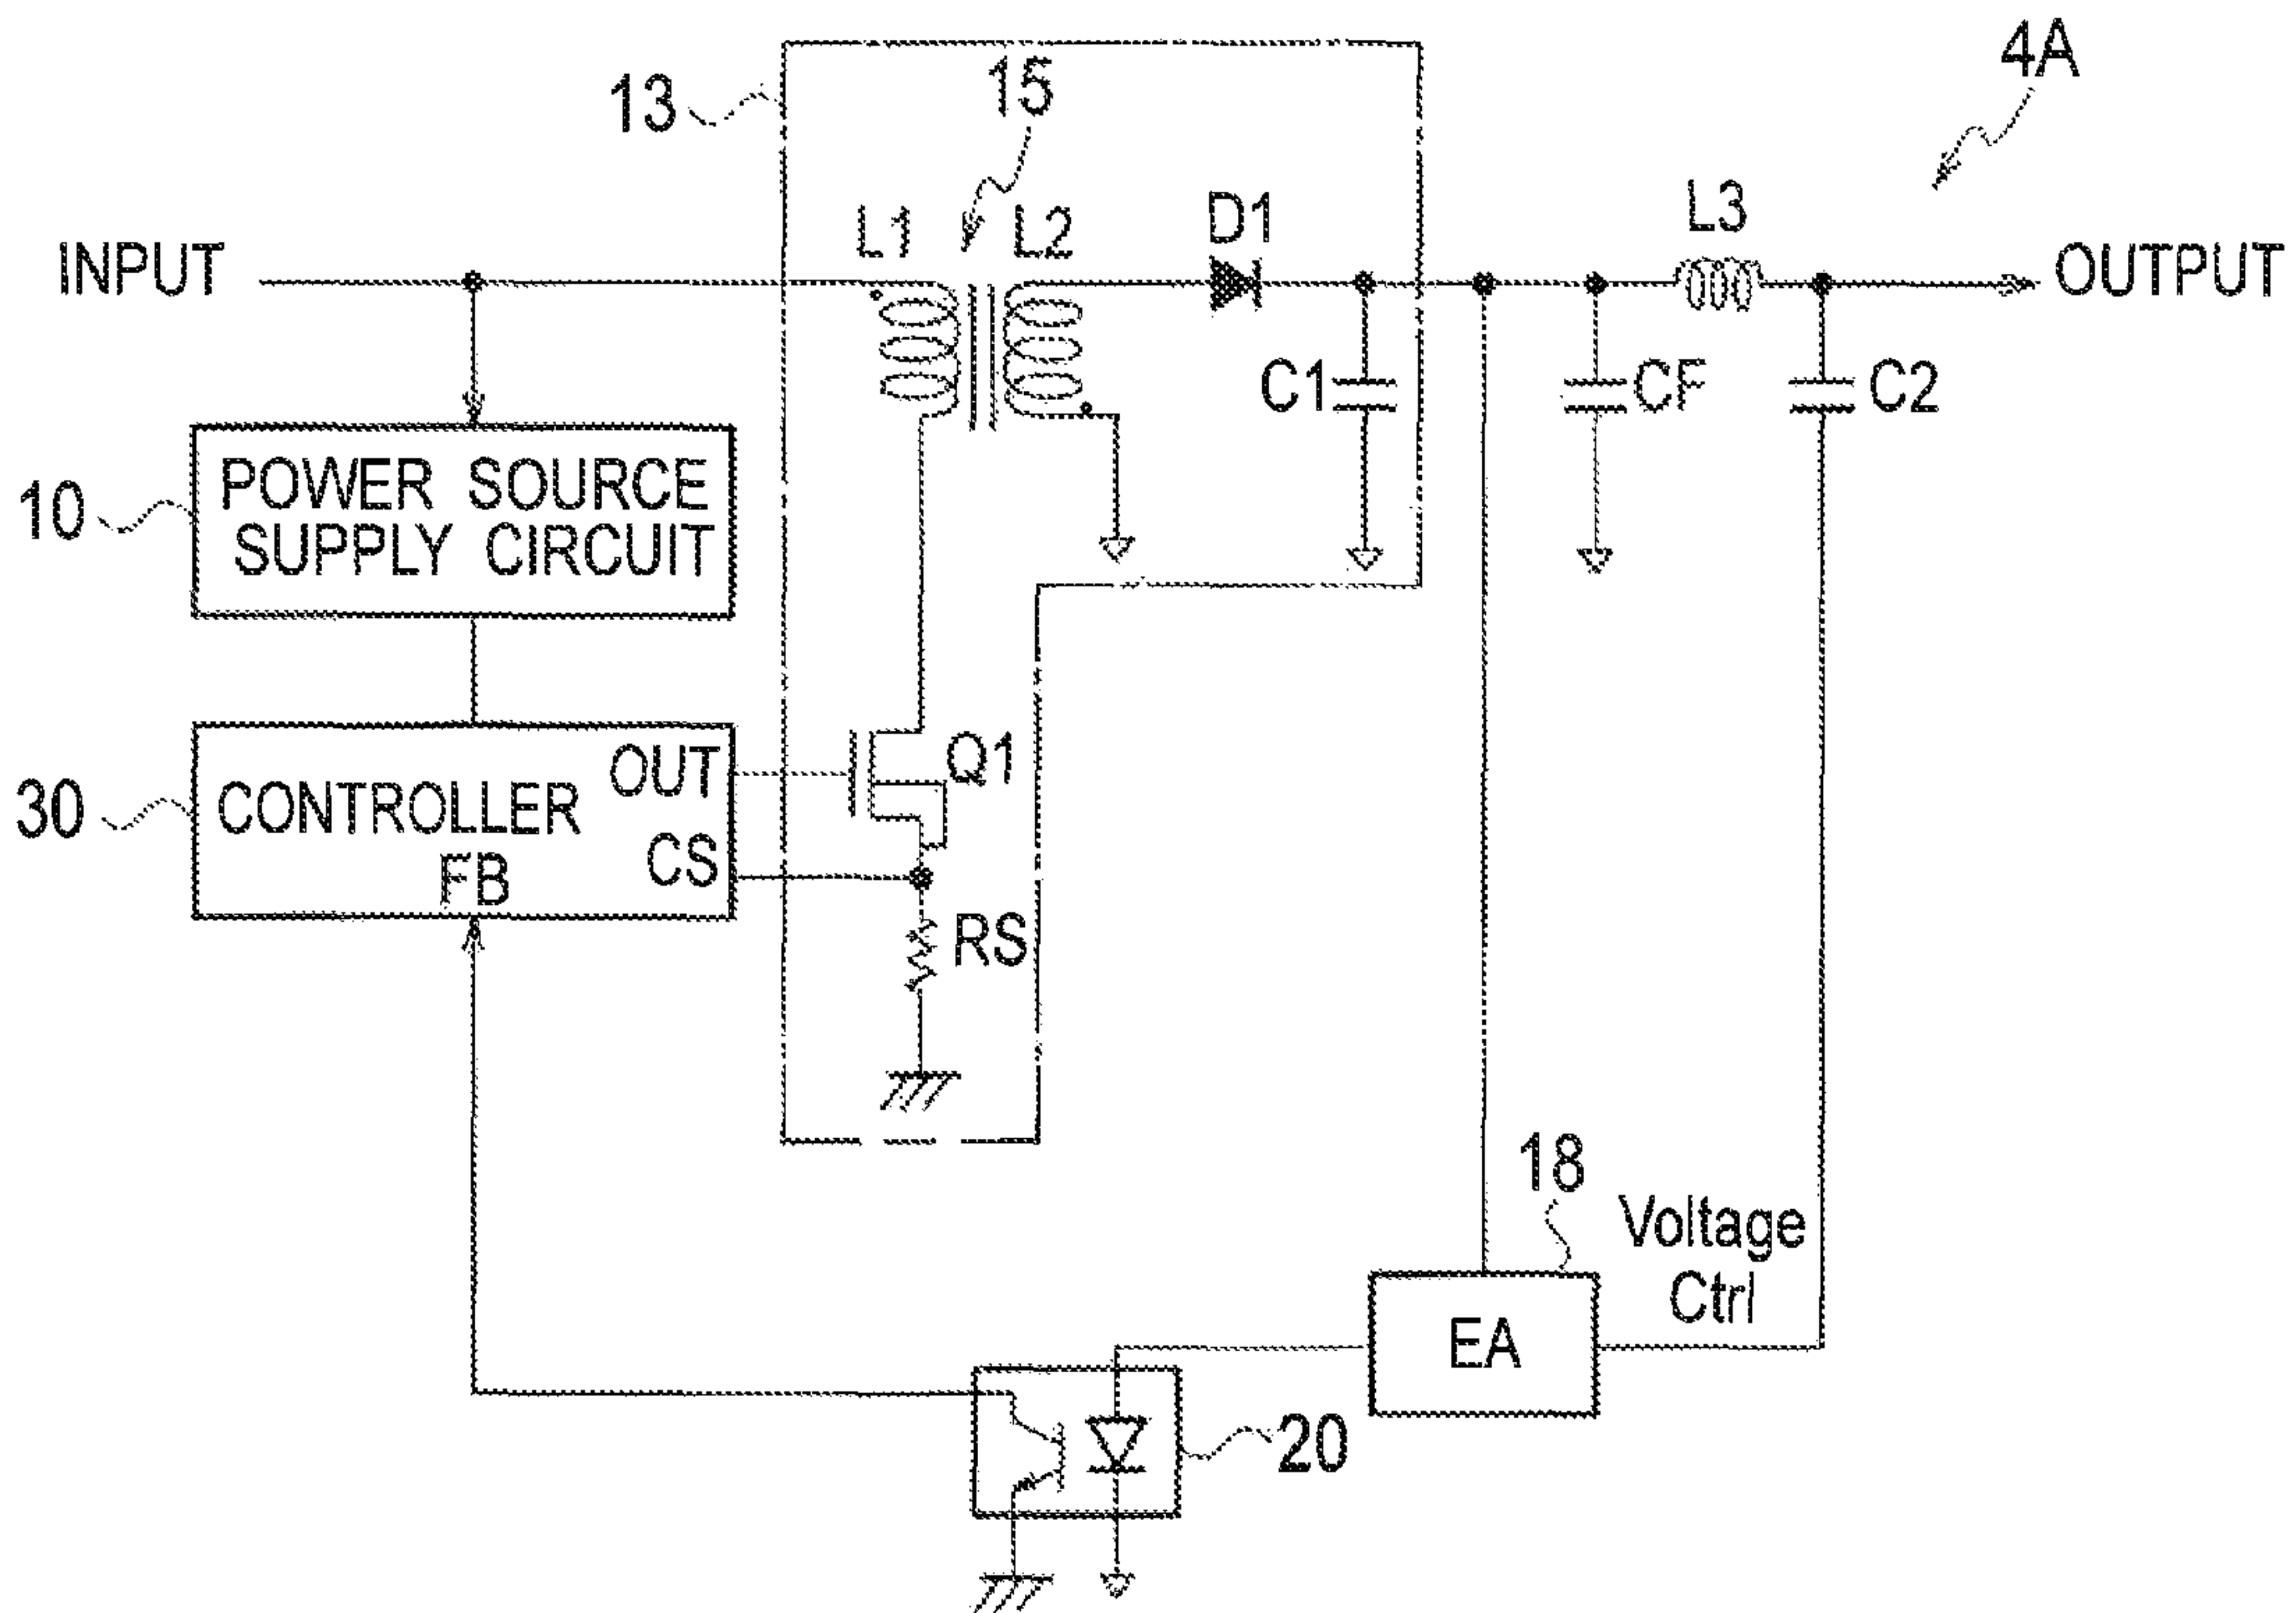 4A
13
15
L1
L2
D1
L3
INPUT
OUTPUT
C1
CF
C2
10
POWER SOURCE
SUPPLY CIRCUIT
30
CONTROLLER
OUT
Q1
FB
CS
RS
18
Voltage
Ctrl
EA
20